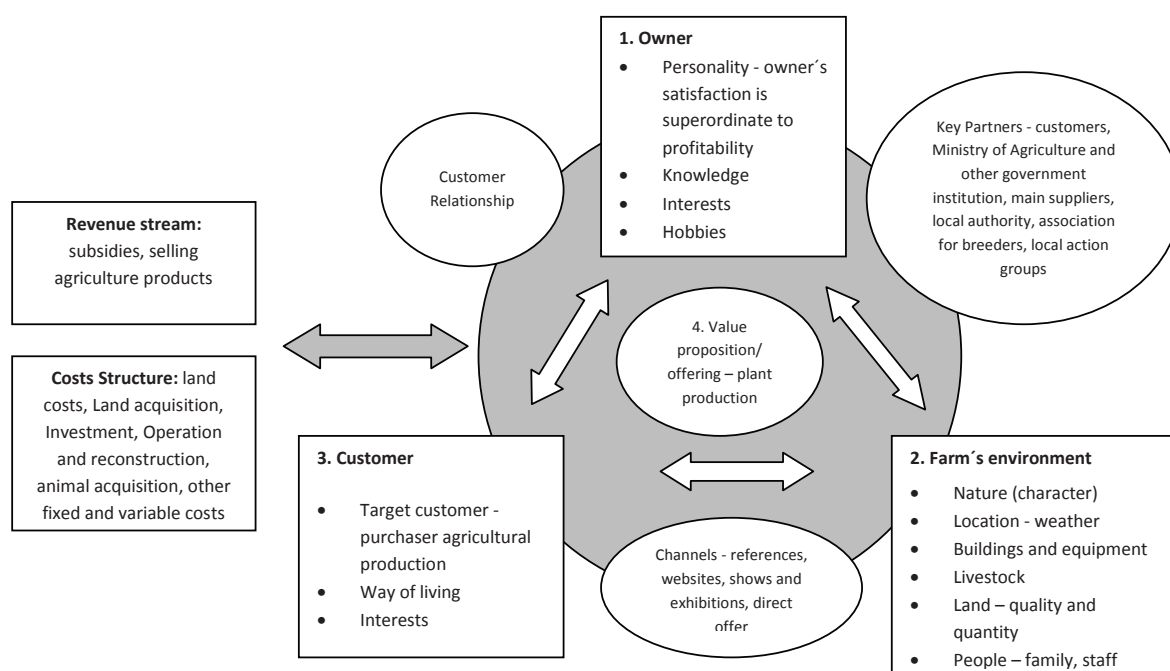 1. Owner
• Personality - owner´s
satisfaction is
superordinate to
profitability
• Knowledge
• Interests
• Hobbies
Key Partners - customers,
Ministry of Agriculture and
other government
institution, main suppliers,
local authority, association
for breeders, local action
groups
Customer
Relationship
Revenue stream:
subsidies, selling
agriculture products
4. Value
proposition/
offering – plant
production
Costs Structure: land
costs, Land acquisition,
Investment, Operation
and reconstruction,
animal acquisition, other
fixed and variable costs
3. Customer
• Target customer -
purchaser agricultural
production
• Way of living
• Interests
Channels - references,
websites, shows and
exhibitions, direct
offer
2. Farm´s environment
• Nature (character)
• Location - weather
• Buildings and equipment
• Livestock
• Land – quality and
quantity
• People – family, staff